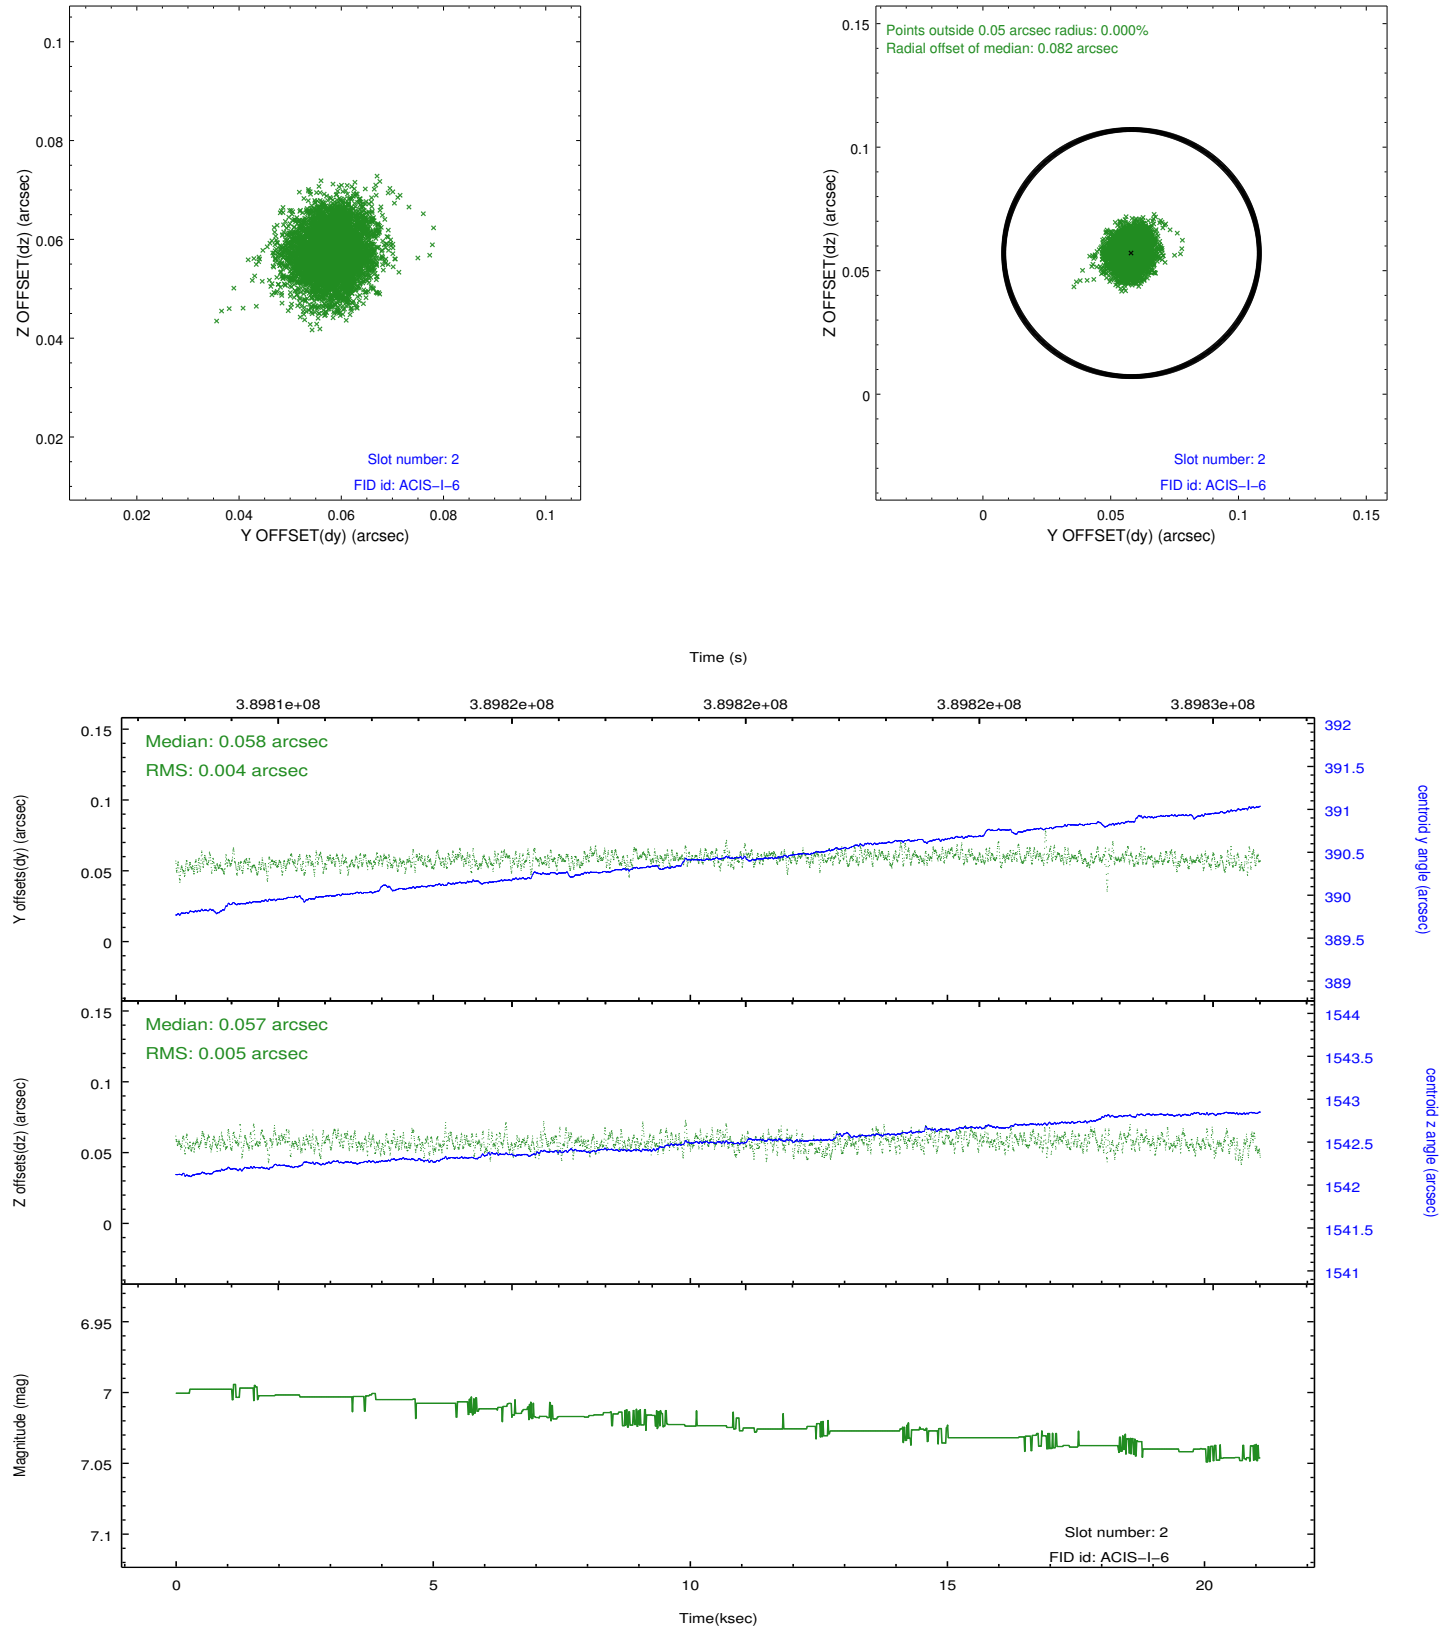 0.1
0.08
0.06
0.04
0.02
Z OFFSET(dz) (arcsec)
Slot number: 2
FID id: ACIS−I−6
0.02 0.04 0.06 0.08 0.1
Y OFFSET(dy) (arcsec)
Points outside 0.05 arcsec radius: 0.000%
Radial offset of median: 0.082 arcsec
0.15
0.1
0.05
0
Z OFFSET(dz) (arcsec)
Slot number: 2
FID id: ACIS−I−6
0 0.05 0.1 0.15
Y OFFSET(dy) (arcsec)
Time (s)
3.8981e+08 3.8982e+08 3.8982e+08 3.8982e+08 3.8983e+08
Median: 0.058 arcsec
RMS: 0.004 arcsec
0.15
0.1
0.05
0
Y offsets(dy) (arcsec)
392
391.5
391
390.5
390
389.5
389
centroid y angle (arcsec)
Median: 0.057 arcsec
RMS: 0.005 arcsec
0.15
0.1
0.05
0
Z offsets(dz) (arcsec)
1544
1543.5
1543
1542.5
1542
1541.5
1541
centroid z angle (arcsec)
6.95
7
7.05
7.1
Magnitude (mag)
Slot number: 2
FID id: ACIS−I−6
0 5 10 15 20
Time(ksec)